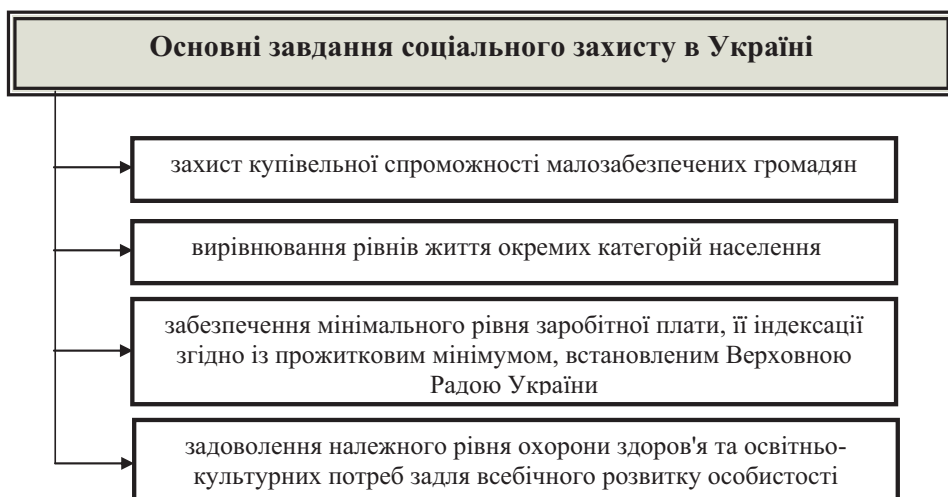 Основні завдання соціального захисту в Україні
захист купівельної спроможності малозабезпечених громадян
вирівнювання рівнів життя окремих категорій населення
забезпечення мінімального рівня заробітної плати, її індексації
згідно із прожитковим мінімумом, встановленим Верховною
Радою України
задоволення належного рівня охорони здоров'я та освітньо-
культурних потреб задля всебічного розвитку особистості